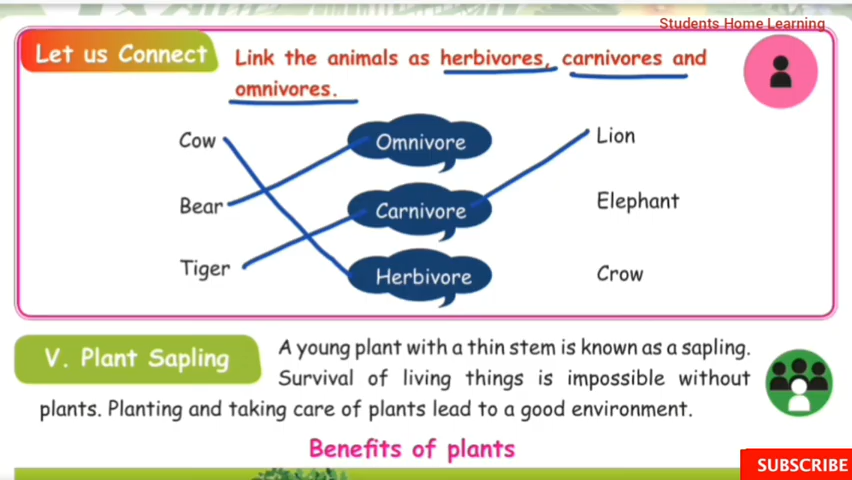 Students Home Learning
Let us Connect
Link the animals as herbivores, carnivores and
omnivores.
Cow
Omnivore
Lion
Bear
Carnivore
Elephant
Tiger
Herbivore
Crow
V. Plant Sapling
A young plant with a thin stem is known as a sapling.
Survival of living things is impossible without
plants. Planting and taking care of plants lead to a good environment.
Benefits of plants
SUBSCRIBE